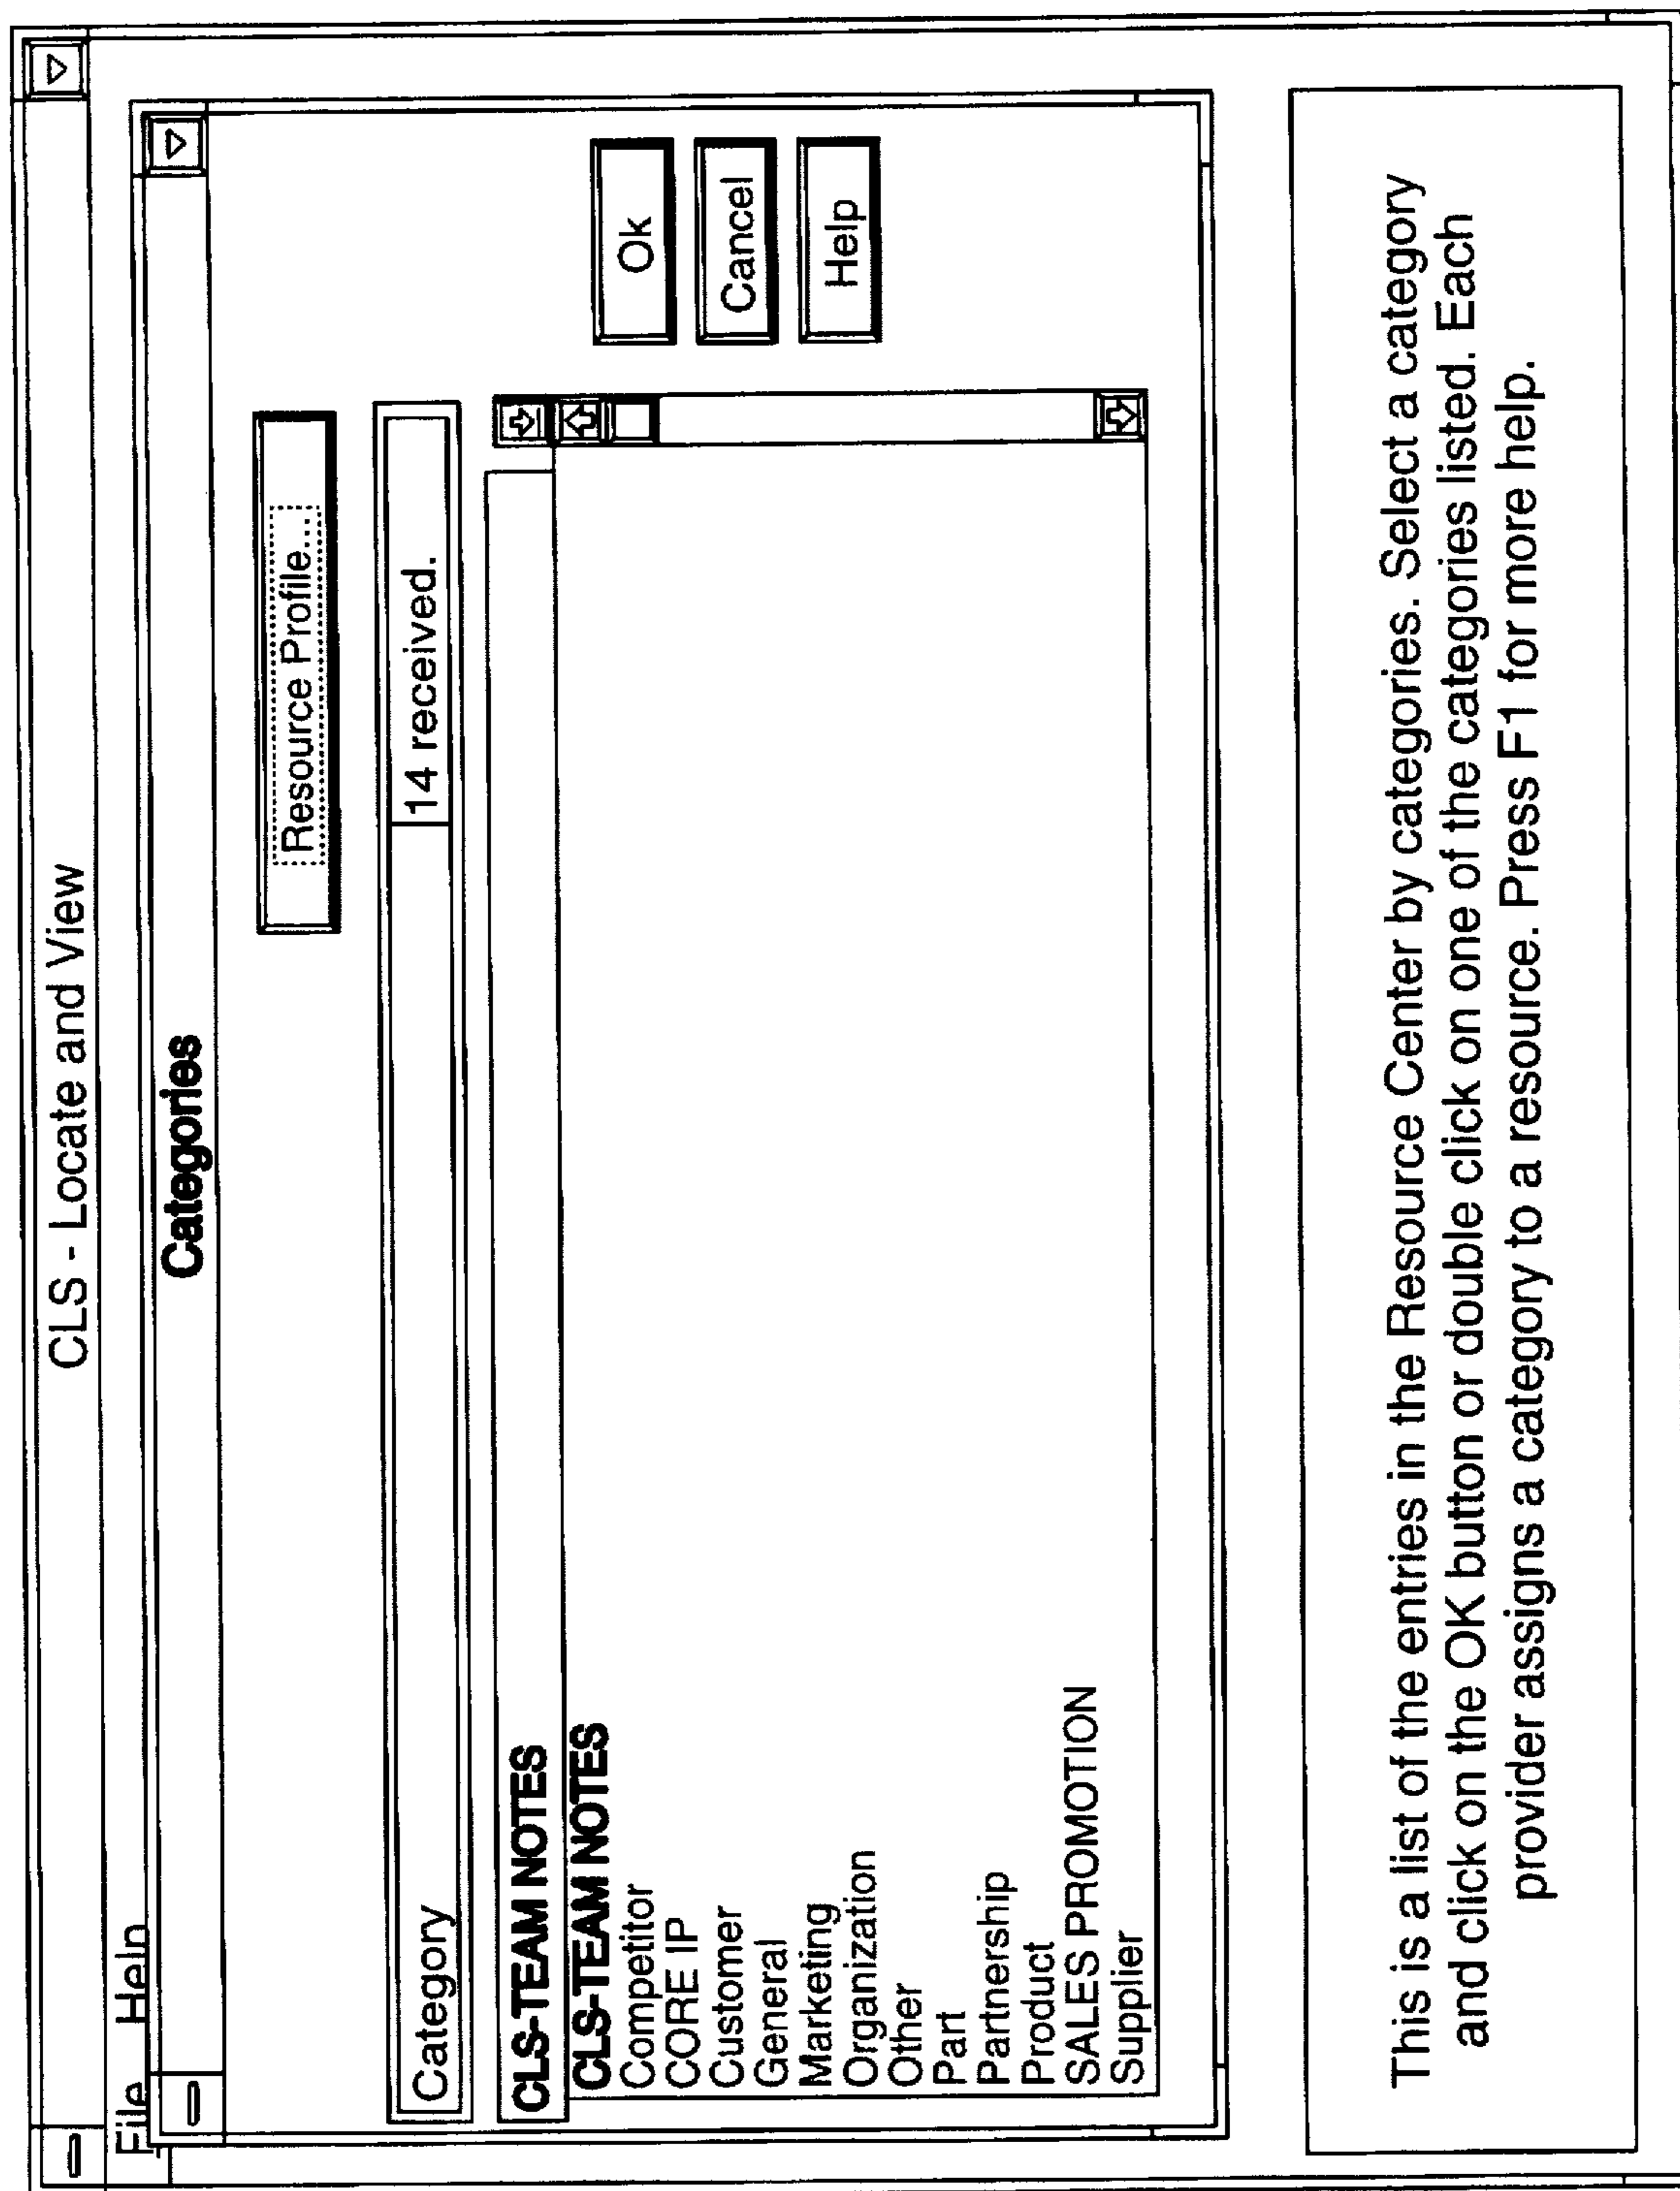 CLS - Locate and View
File Help
Categories
Resource Profile...
Category 14 received.
CLS-TEAM NOTES
CLS-TEAM NOTES
Competitor
CORE IP
Customer
General
Marketing
Organization
Other
Part
Partnership
Product
SALES PROMOTION
Supplier
Ok
Cancel
Help
This is a list of the entries in the Resource Center by categories. Select a category
and click on the OK button or double click on one of the categories listed. Each
provider assigns a category to a resource. Press F1 for more help.